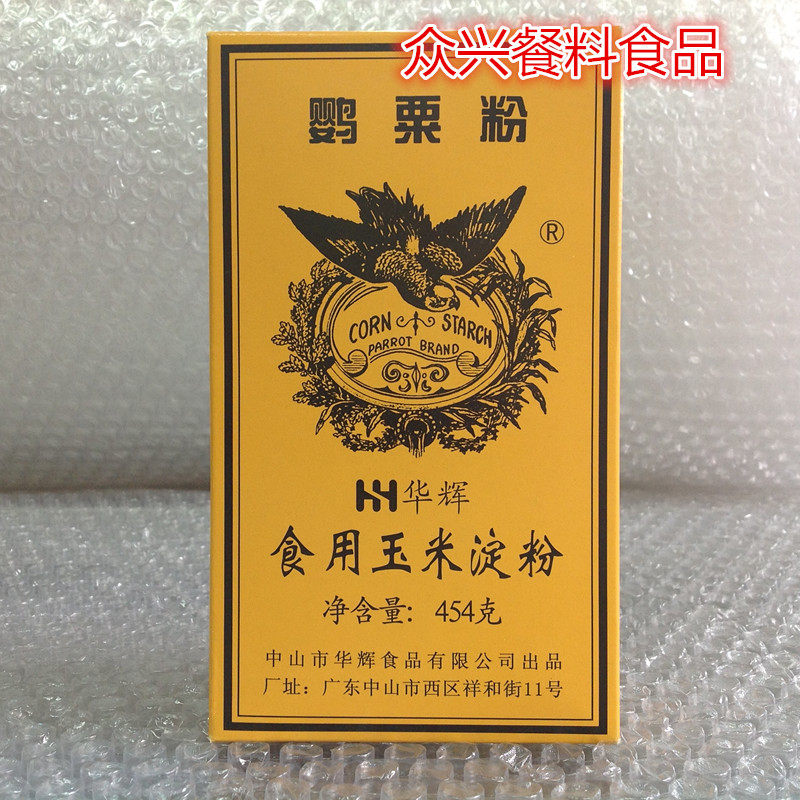 众兴餐料食品
鹦粟粉
®
CORN STARCH
PARROT BRAND
华辉
食用玉米淀粉
净含量: 454克
中山市华辉食品有限公司出品
厂址: 广东中山市西区祥和街11号